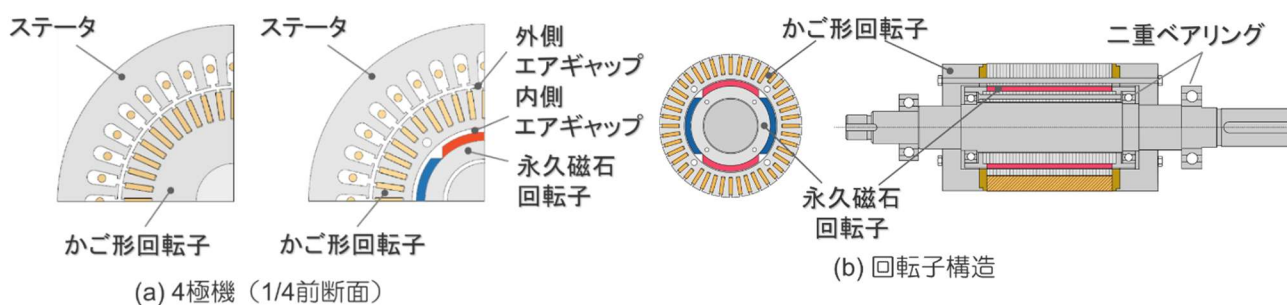 ステータ
かご形回転子
ステータ
外側
エアギャップ
内側
エアギャップ
永久磁石
回転子
かご形回転子
(a) 4極機（1/4前断面）
かご形回転子
二重ベアリング
永久磁石
回転子
(b) 回転子構造